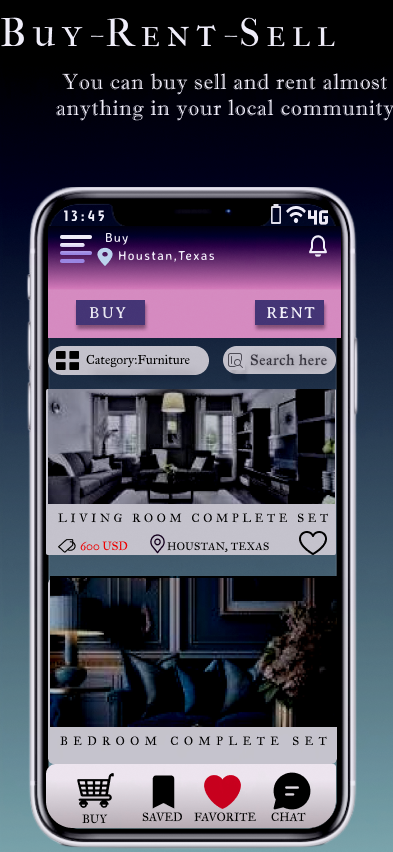 Buy-Rent-Sell
You can buy sell and rent almost
anything in your local community
13:45 4G
Buy
Houstan,Texas
BUY RENT
Category:Furniture Search here
LIVING ROOM COMPLETE SET
600 USD HOUSTAN, TEXAS
BEDROOM COMPLETE SET
BUY SAVED FAVORITE CHAT